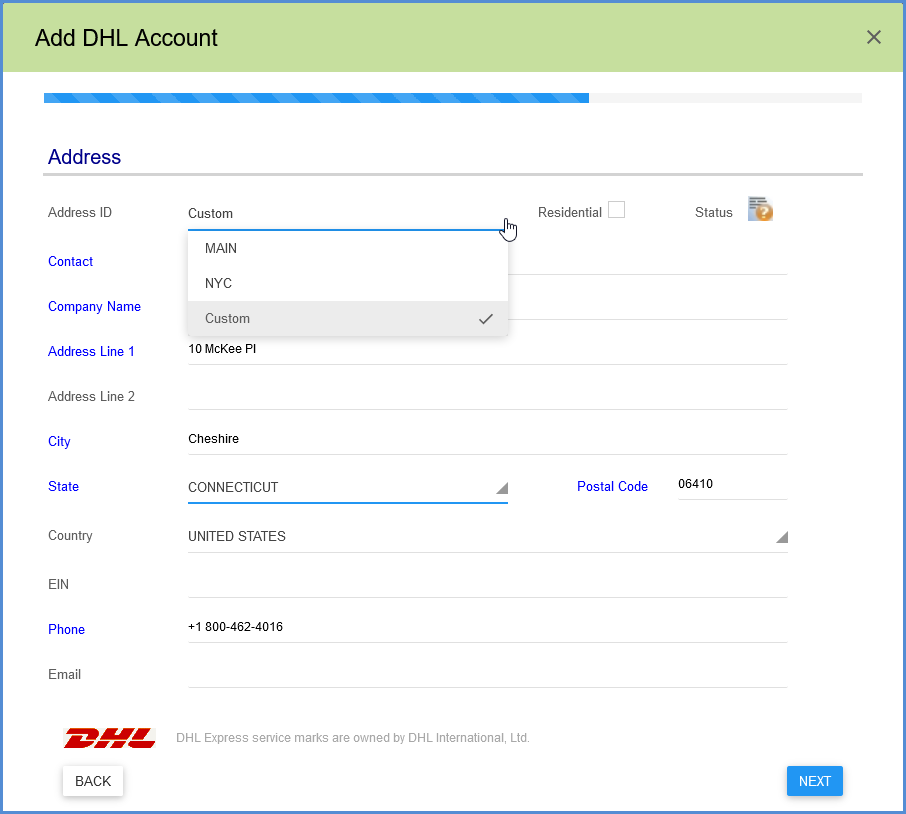 Add DHL Account
Address
Address ID Custom Residential Status
MAIN
Contact
NYC
Company Name
Custom
Address Line 1 10 McKee Pl
Address Line 2
City Cheshire
State CONNECTICUT Postal Code 06410
Country UNITED STATES
EIN
Phone +1 800-462-4016
Email
DHL DHL Express service marks are owned by DHL International, Ltd.
BACK NEXT